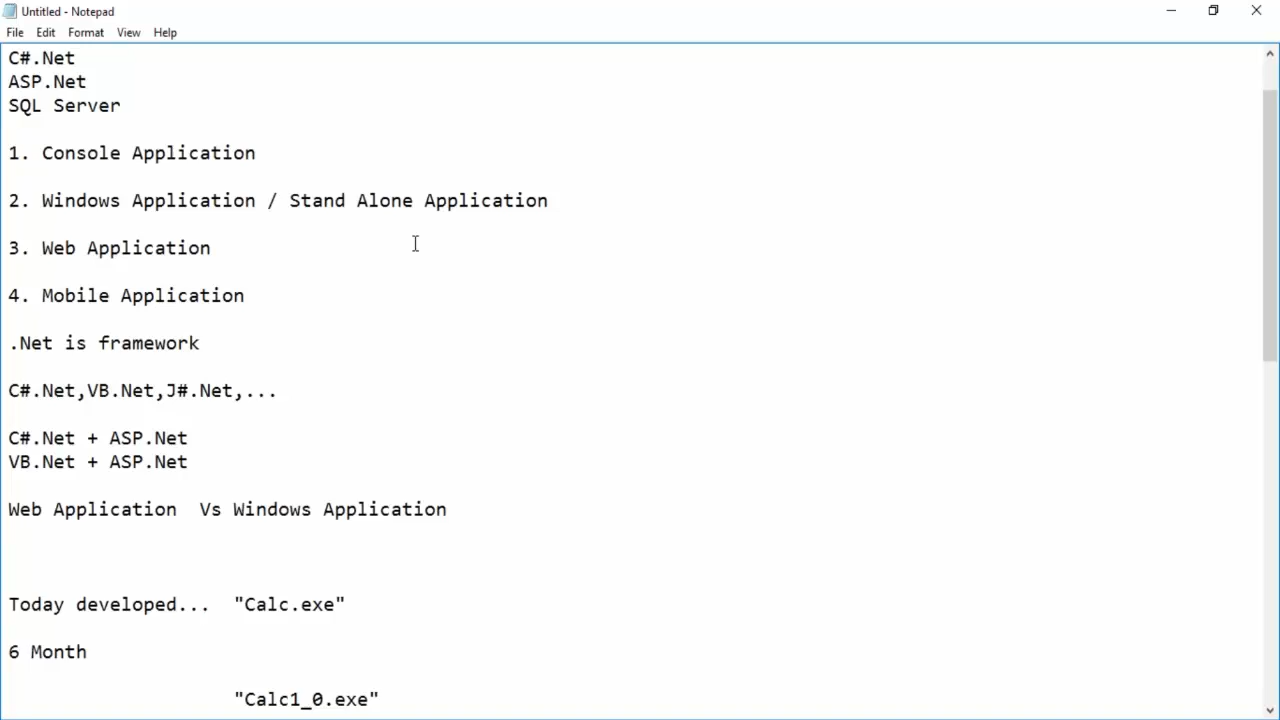 Untitled - Notepad
File Edit Format View Help
C#.Net
ASP.Net
SQL Server
1. Console Application
2. Windows Application / Stand Alone Application
3. Web Application
4. Mobile Application
.Net is framework
C#.Net,VB.Net,J#.Net,...
C#.Net + ASP.Net
VB.Net + ASP.Net
Web Application  Vs Windows Application
Today developed...  "Calc.exe"
6 Month
"Calc1_0.exe"